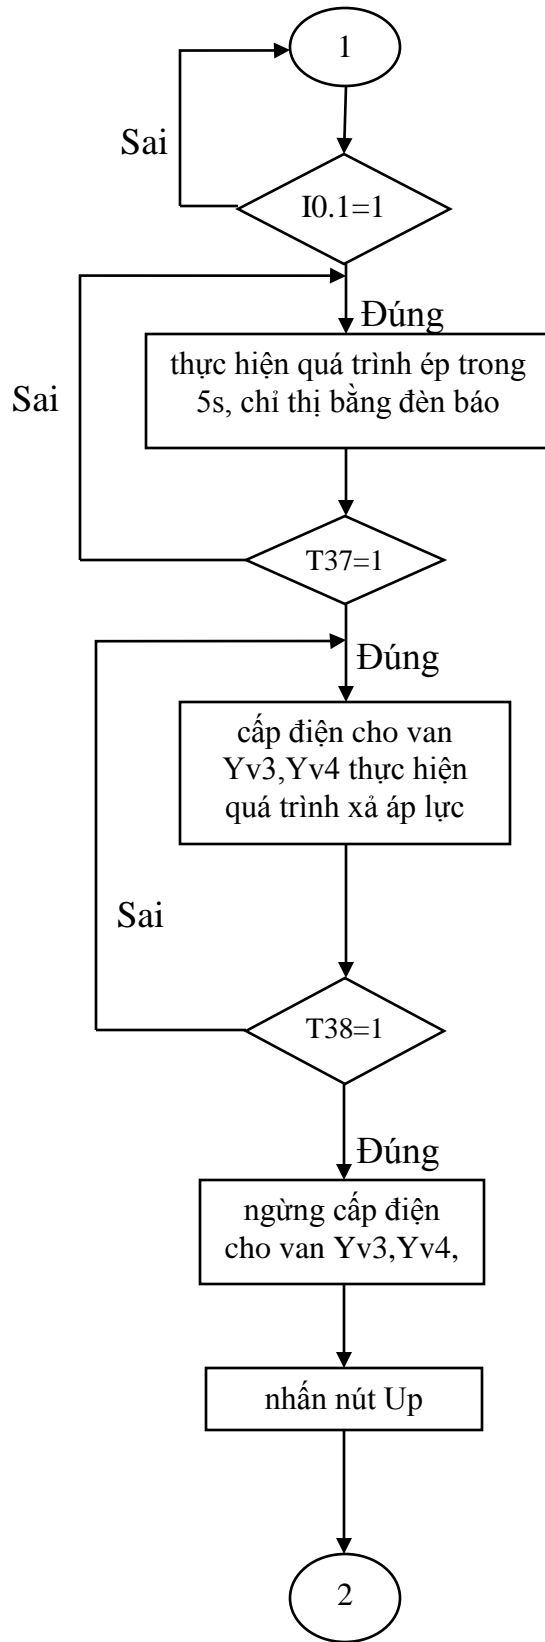 1
Sai
I0.1=1
Đúng
thực hiện quá trình ép trong
5s, chỉ thị bằng đèn báo
Sai
T37=1
Đúng
cấp điện cho van
Yv3,Yv4 thực hiện
quá trình xả áp lực
Sai
T38=1
Đúng
ngừng cấp điện
cho van Yv3,Yv4,
nhấn nút Up
2